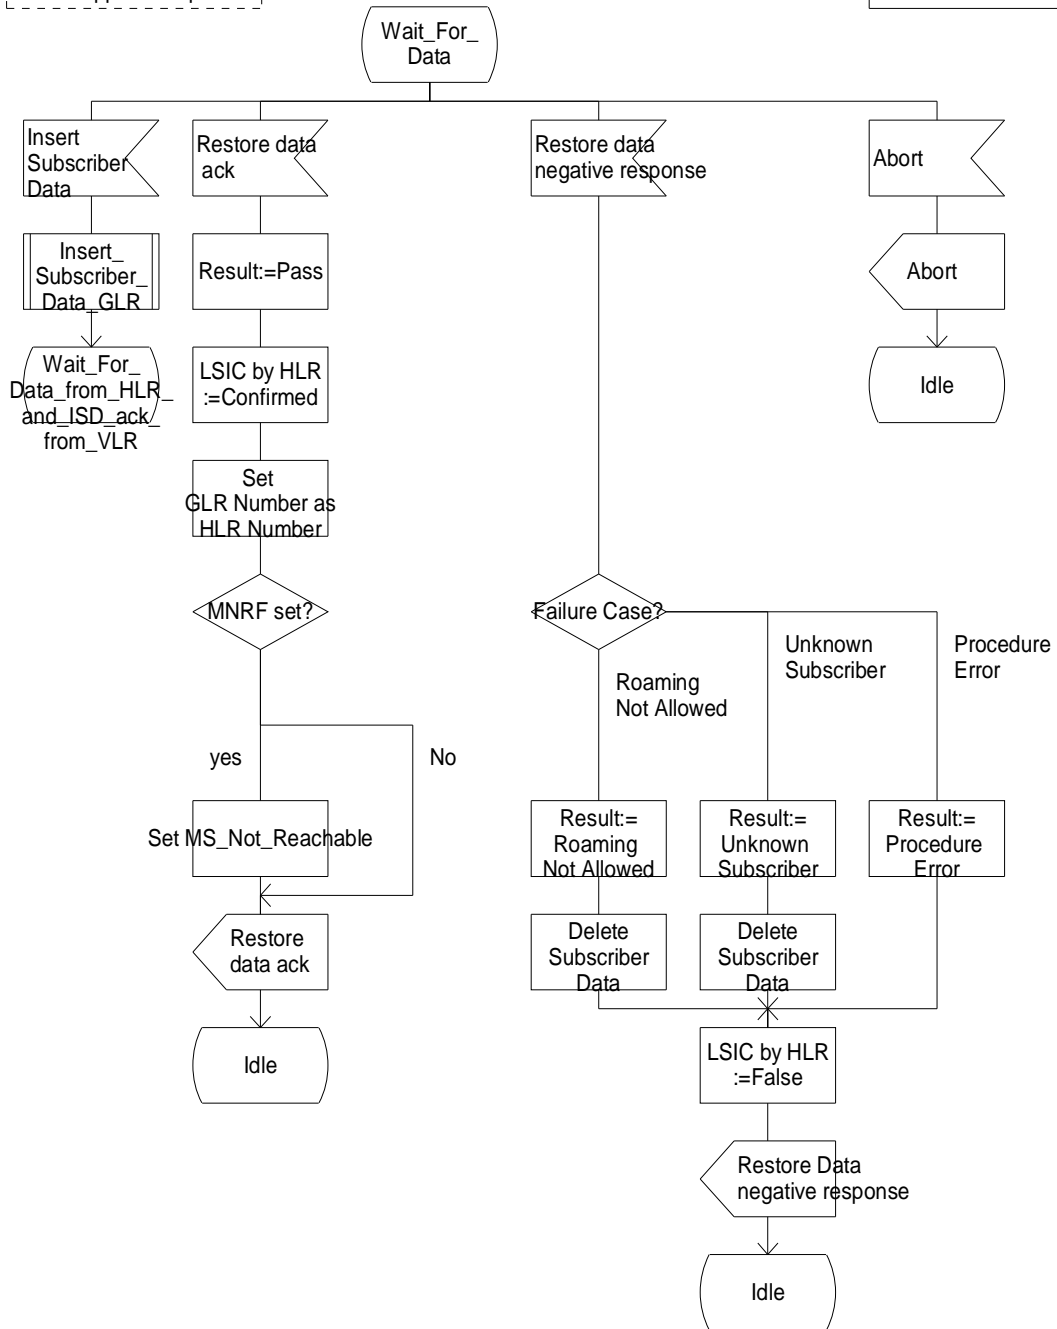 Wait_For_
Data
Insert
Subscriber
Data
Restore data
ack
Restore data
negative response
Abort
Insert_
Subscriber_
Data_GLR
Result:=Pass
Abort
Wait_For_
Data_from_HLR_
and_ISD_ack_
from_VLR
LSIC by HLR
:=Confirmed
Idle
Set
GLR Number as
HLR Number
MNRF set?
Failure Case?
Roaming
Not Allowed
Unknown
Subscriber
Procedure
Error
yes
No
Set MS_Not_Reachable
Result:=
Roaming
Not Allowed
Result:=
Unknown
Subscriber
Result:=
Procedure
Error
Restore
data ack
Delete
Subscriber
Data
Delete
Subscriber
Data
Idle
LSIC by HLR
:=False
Restore Data
negative response
Idle